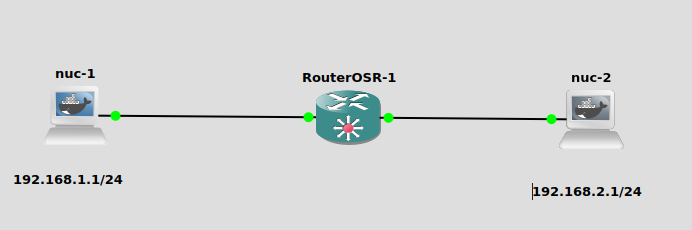 nuc-1
RouterOSR-1
nuc-2
192.168.1.1/24
192.168.2.1/24